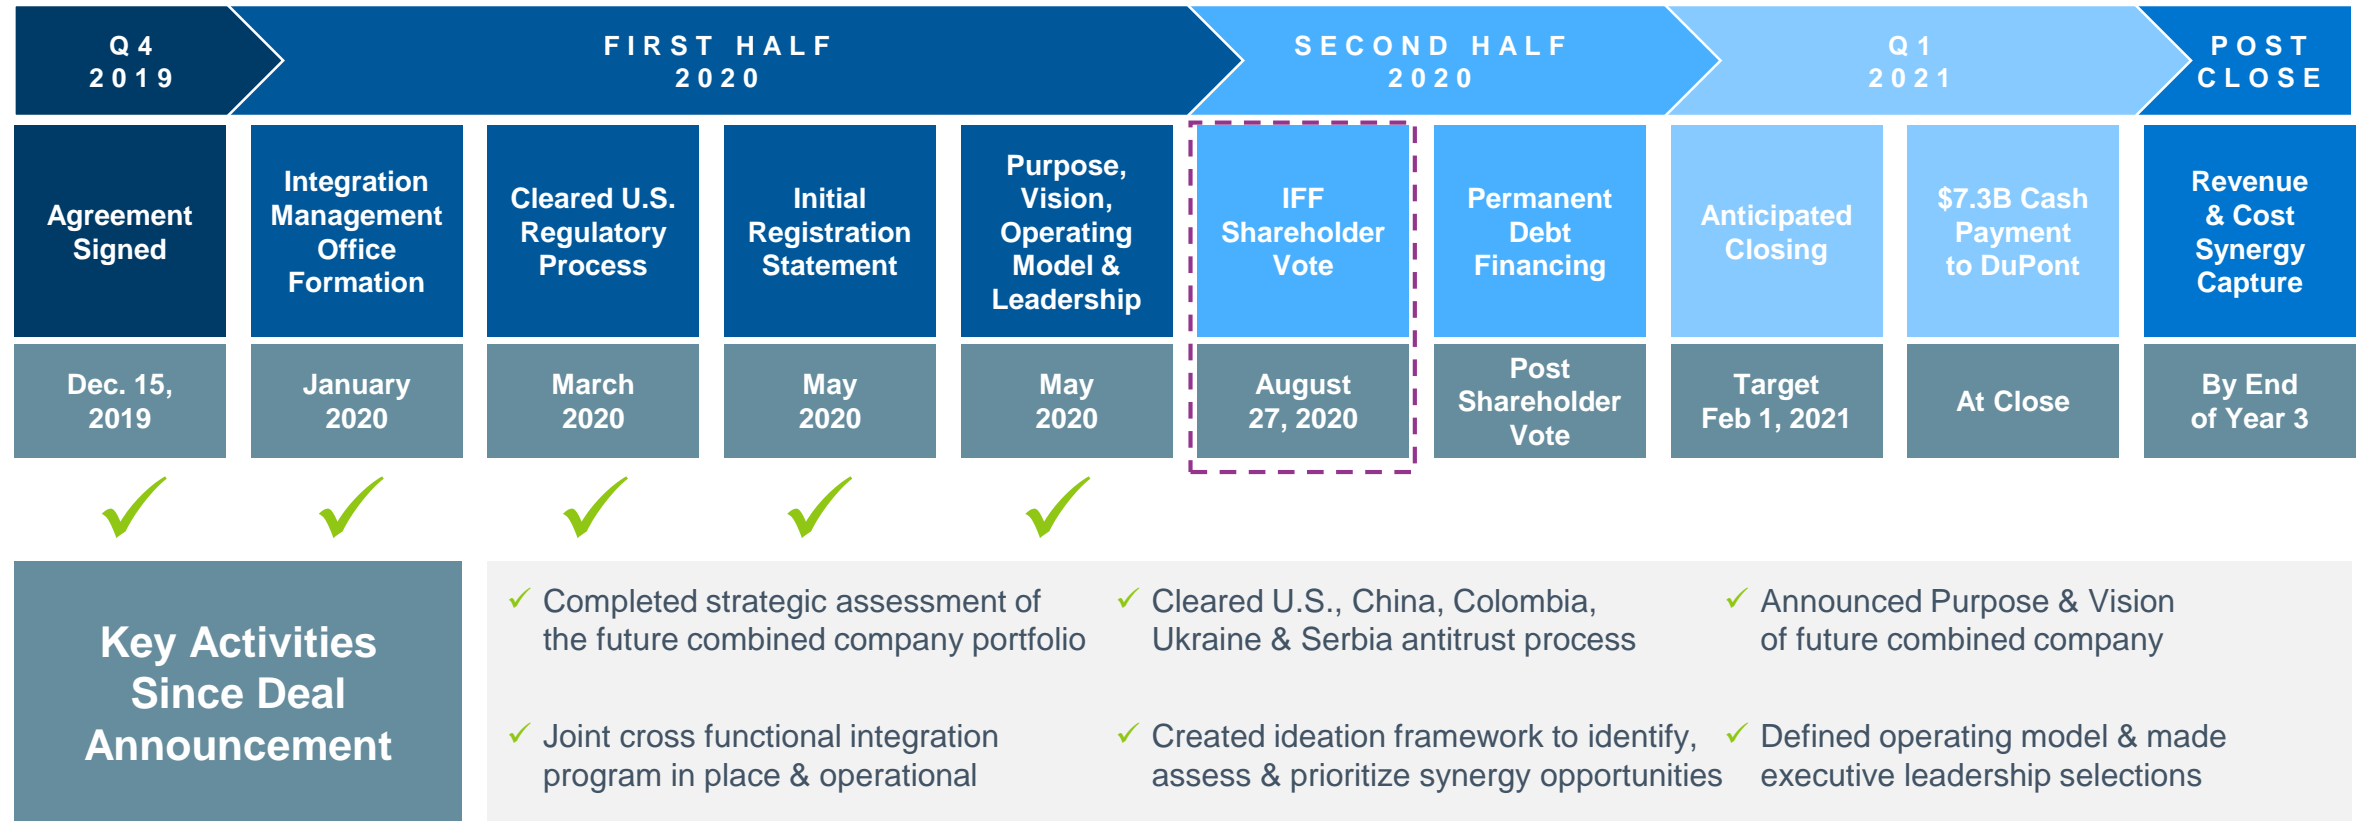 Q4
2019
FIRST HALF
2020
SECOND HALF
2020
Q1
2021
POST
CLOSE
Agreement
Signed
Integration
Management
Office
Formation
Cleared U.S.
Regulatory
Process
Initial
Registration
Statement
Purpose,
Vision,
Operating
Model &
Leadership
IFF
Shareholder
Vote
Permanent
Debt
Financing
Anticipated
Closing
$7.3B Cash
Payment
to DuPont
Revenue
& Cost
Synergy
Capture
Dec. 15,
2019
January
2020
March
2020
May
2020
May
2020
August
27, 2020
Post
Shareholder
Vote
Target
Feb 1, 2021
At Close
By End
of Year 3
Key Activities
Since Deal
Announcement
Completed strategic assessment of
the future combined company portfolio
Cleared U.S., China, Colombia,
Ukraine & Serbia antitrust process
Announced Purpose & Vision
of future combined company
Joint cross functional integration
program in place & operational
Created ideation framework to identify,
assess & prioritize synergy opportunities
Defined operating model & made
executive leadership selections